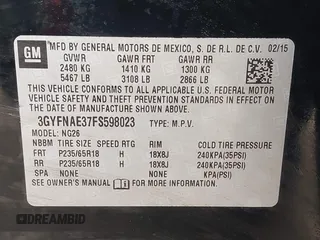 GM
MFD BY GENERAL MOTORS DE MEXICO, S. DE R.L. DE C.V. 02/15
GVWR GAWR FRT GAWR RR
2480 KG 1410 KG 1300 KG
5467 LB 3108 LB 2866 LB
THIS VEHICLE CONFORMS TO ALL APPLICABLE U.S. FEDERAL MOTOR
VEHICLE SAFETY
THEFT PREVENTION STANDARDS IN EFFECT ON THE DATE OF
MANUFACTURE SHOWN ABOVE.
3GYFNAE37FS598023 TYPE: M.P.V.
MODEL: NG26
NBBM TIRE SIZE SPEED RTG RIM COLD TIRE PRESSURE
FRT P235/65R18 H 18X8J 240KPA(35PSI)
RR P235/65R18 H 18X8J 240KPA(35PSI)
SPA NONE KPA(PSI)
SEE OWNER'S MANUAL FOR ADDITIONAL INFORMATION.
DREAMBID